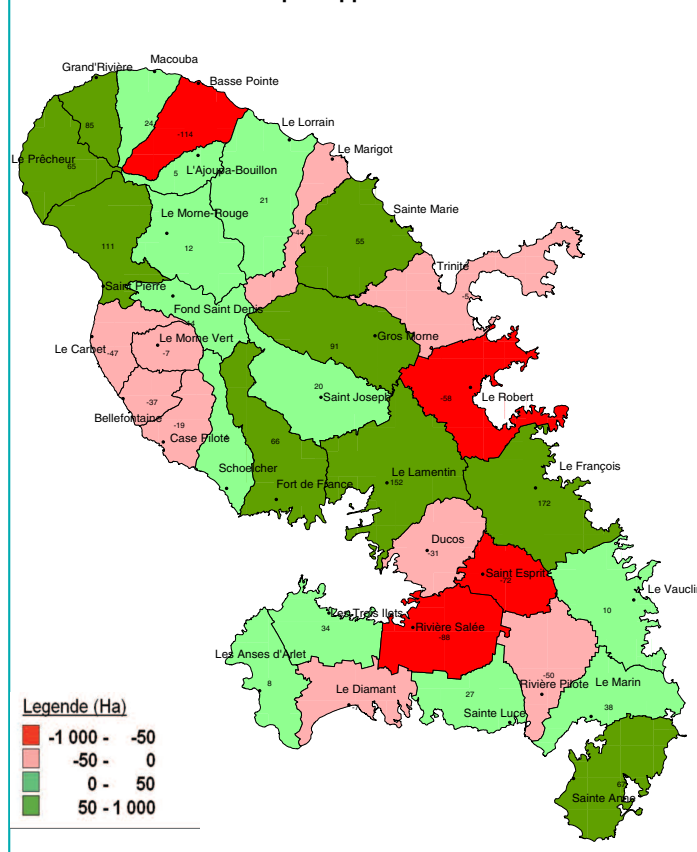 Macouba
Grand'Rivière
Basse Pointe
85
24
-114
Le Lorrain
Le Marigot
Le Prêcheur
65
5
L'Ajoupa-Bouillon
21
Le Morne-Rouge
Sainte Marie
-44
55
111
12
Trinité
Saint Pierre
Fond Saint Denis
Le Morne Vert
Gros Morne
91
Le Carbet
-47
-7
20
Saint Joseph
-58
Le Robert
-37
Bellefontaine
-19
Case Pilote
66
Schoelcher
Fort de France
Le Lamentin
152
Le François
172
Ducos
-31
Saint Esprit
-72
Le Vaucli
10
Les Trois Ilets
34
Rivière Salée
-88
Les Anses d'Arlet
8
Le Diamant
-50
Rivière Pilote
Le Marin
27
Sainte Luce
38
67
Sainte Anne
Legende (Ha)
-1 000 - -50
-50 - 0
0 - 50
50 - 1 000